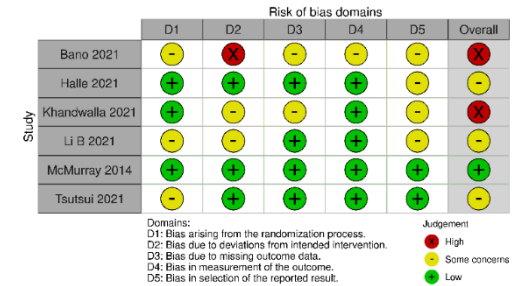 Risk of bias domains
D1 D2 D3 D4 D5 Overall
Study
Bano 2021 - X - - - X
Halle 2021 + + + + - -
Khandwalla 2021 + - - + - X
Li B 2021 - - + + - -
McMurray 2014 + + + + + +
Tsutsui 2021 - + + + + -
Domains:
D1: Bias arising from the randomization process.
D2: Bias due to deviations from intended intervention.
D3: Bias due to missing outcome data.
D4: Bias in measurement of the outcome.
D5: Bias in selection of the reported result.
Judgement
X High
- Some concerns
+ Low